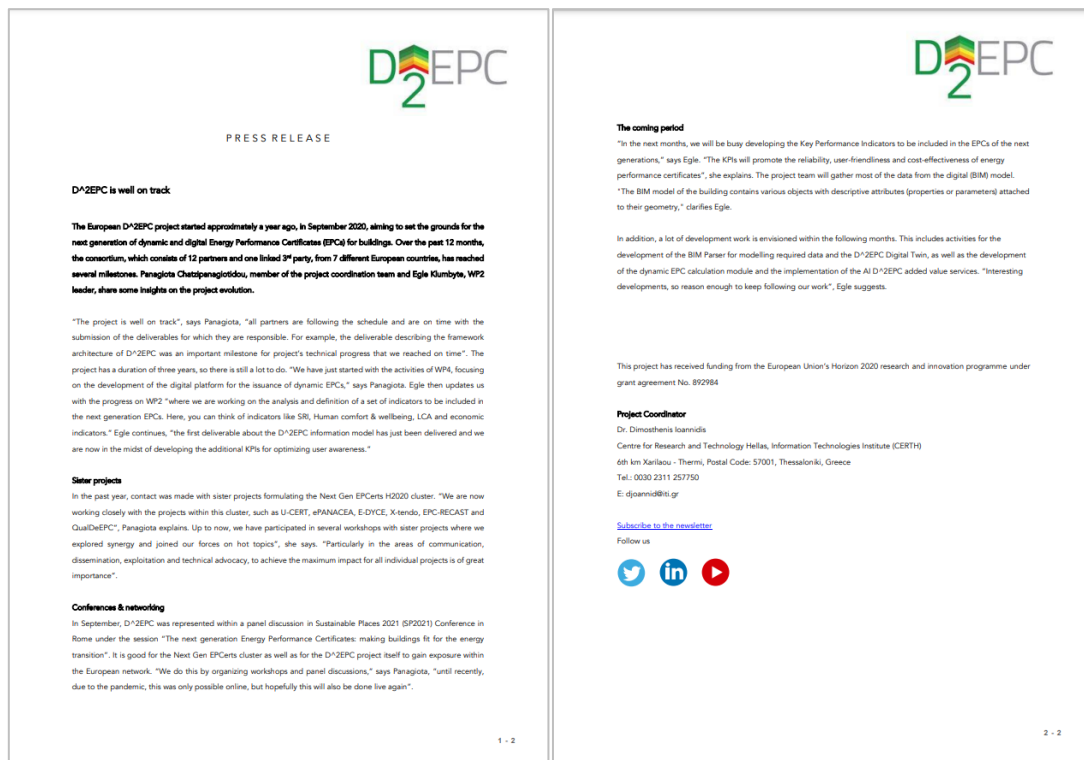 D2EPC
PRESS RELEASE
D^2EPC is well on track
The European D^2EPC project started approximately a year ago, in September 2020, aiming to set the grounds for the
next generation of dynamic and digital Energy Performance Certificates (EPCs) for buildings. Over the past 12 months,
the consortium, which consists of 12 partners and one linked 3rd party, from 7 different European countries, has reached
several milestones. Panagiota Chatzipanagiotidou, member of the project coordination team and Egle Klumbyte, WP2
leader, share some insights on the project evolution.
"The project is well on track", says Panagiota, "all partners are following the schedule and are on time with the
submission of the deliverables for which they are responsible. For example, the deliverable describing the framework
architecture of D^2EPC was an important milestone for project's technical progress that we reached on time". The
project has a duration of three years, so there is still a lot to do. "We have just started with the activities of WP4, focusing
on the development of the digital platform for the issuance of dynamic EPCs," says Panagiota. Egle then updates us
with the progress on WP2 "where we are working on the analysis and definition of a set of indicators to be included in
the next generation EPCs. Here, you can think of indicators like SRI, Human comfort & wellbeing, LCA and economic
indicators." Egle continues, "the first deliverable about the D^2EPC information model has just been delivered and we
are now in the midst of developing the additional KPIs for optimizing user awareness."
Sister projects
In the past year, contact was made with sister projects formulating the Next Gen EPCerts H2020 cluster. "We are now
working closely with the projects within this cluster, such as U-CERT, ePANACEA, E-DYCE, X-tendo, EPC-RECAST and
QualDeEPC", Panagiota explains. Up to now, we have participated in several workshops with sister projects where we
explored synergy and joined our forces on hot topics", she says. "Particularly in the areas of communication,
dissemination, exploitation and technical advocacy, to achieve the maximum impact for all individual projects is of great
importance".
Conferences & networking
In September, D^2EPC was represented within a panel discussion in Sustainable Places 2021 (SP2021) Conference in
Rome under the session "The next generation Energy Performance Certificates: making buildings fit for the energy
transition". It is good for the Next Gen EPCerts cluster as well as for the D^2EPC project itself to gain exposure within
the European network. "We do this by organizing workshops and panel discussions," says Panagiota, "until recently,
due to the pandemic, this was only possible online, but hopefully this will also be done live again".
1 - 2
D2EPC
The coming period
"In the next months, we will be busy developing the Key Performance Indicators to be included in the EPCs of the next
generations," says Egle. "The KPIs will promote the reliability, user-friendliness and cost-effectiveness of energy
performance certificates", she explains. The project team will gather most of the data from the digital (BIM) model.
"The BIM model of the building contains various objects with descriptive attributes (properties or parameters) attached
to their geometry," clarifies Egle.
In addition, a lot of development work is envisioned within the following months. This includes activities for the
development of the BIM Parser for modelling required data and the D^2EPC Digital Twin, as well as the development
of the dynamic EPC calculation module and the implementation of the AI D^2EPC added value services. "Interesting
developments, so reason enough to keep following our work", Egle suggests.
This project has received funding from the European Union's Horizon 2020 research and innovation programme under
grant agreement No. 892984
Project Coordinator
Dr. Dimosthenis Ioannidis
Centre for Research and Technology Hellas, Information Technologies Institute (CERTH)
6th km Xarilaou - Thermi, Postal Code: 57001, Thessaloniki, Greece
Tel.: 0030 2311 257750
E: djoannid@iti.gr
Subscribe to the newsletter
Follow us
in
2 - 2